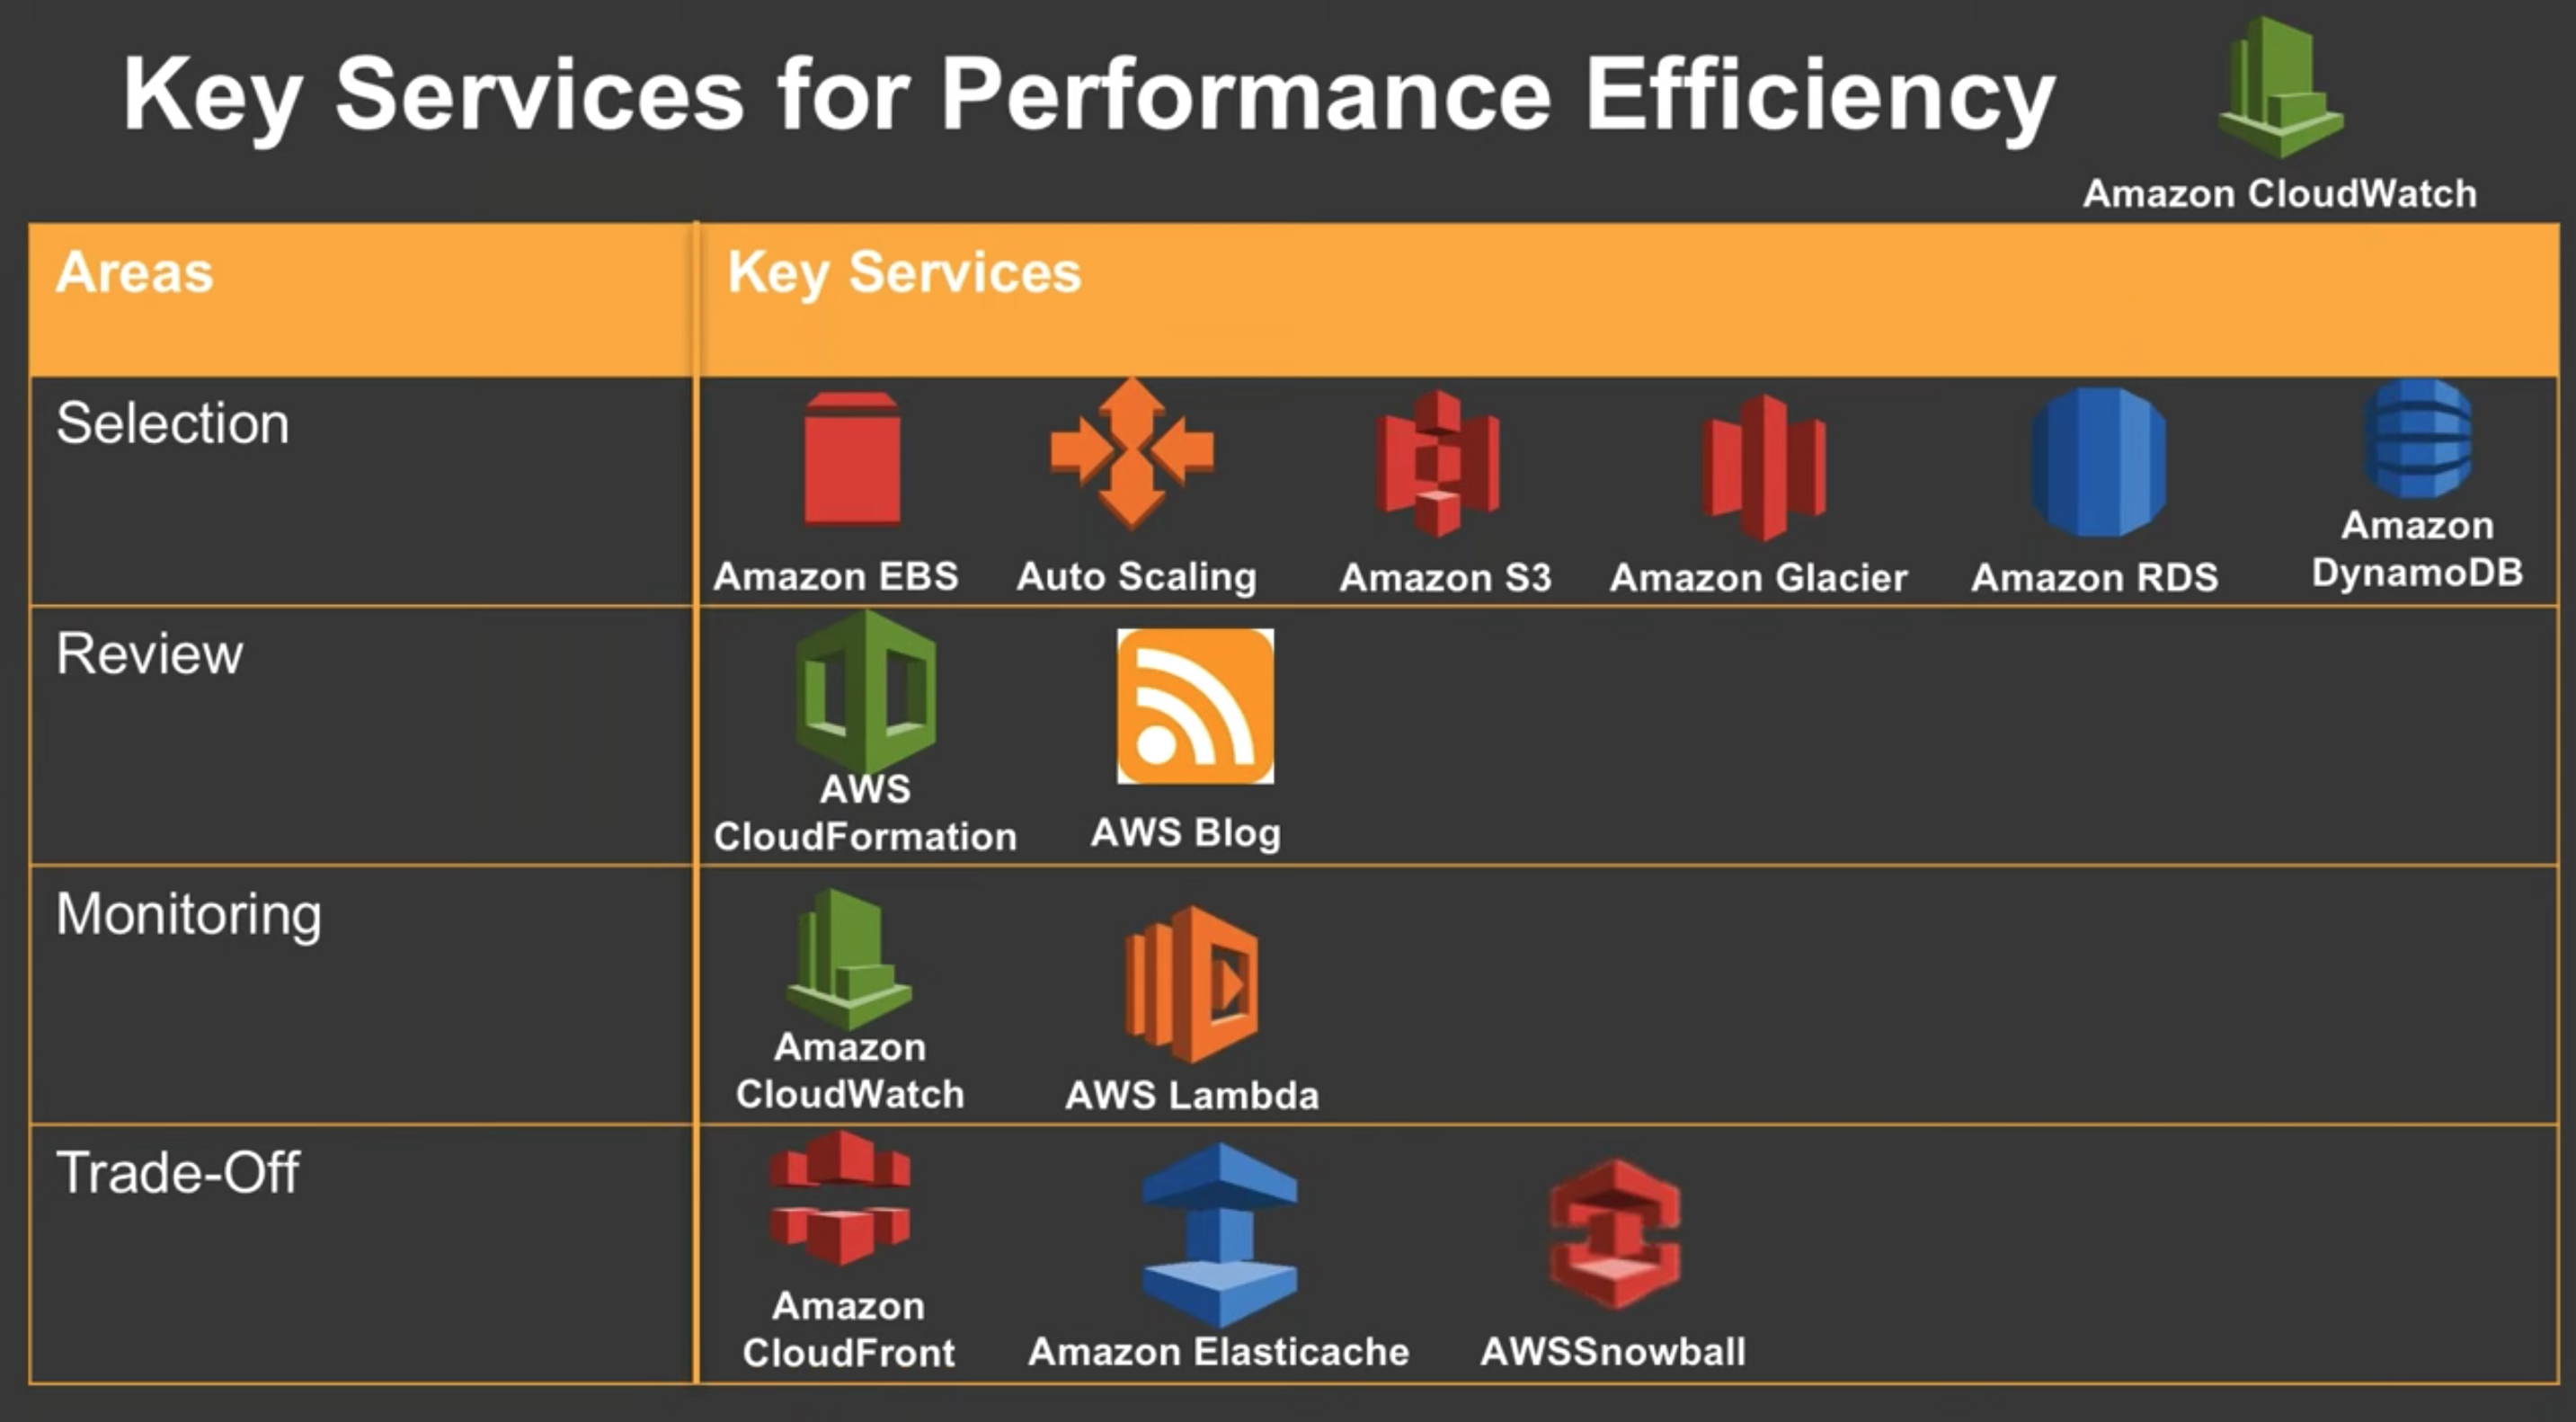 Key Services for Performance Efficiency
Amazon CloudWatch
Areas
Key Services
Selection
Amazon EBS
Auto Scaling
Amazon S3
Amazon Glacier
Amazon RDS
Amazon
DynamoDB
Review
AWS
CloudFormation
AWS Blog
Monitoring
Amazon
CloudWatch
AWS Lambda
Trade-Off
Amazon
CloudFront
Amazon Elasticache
AWSSnowball